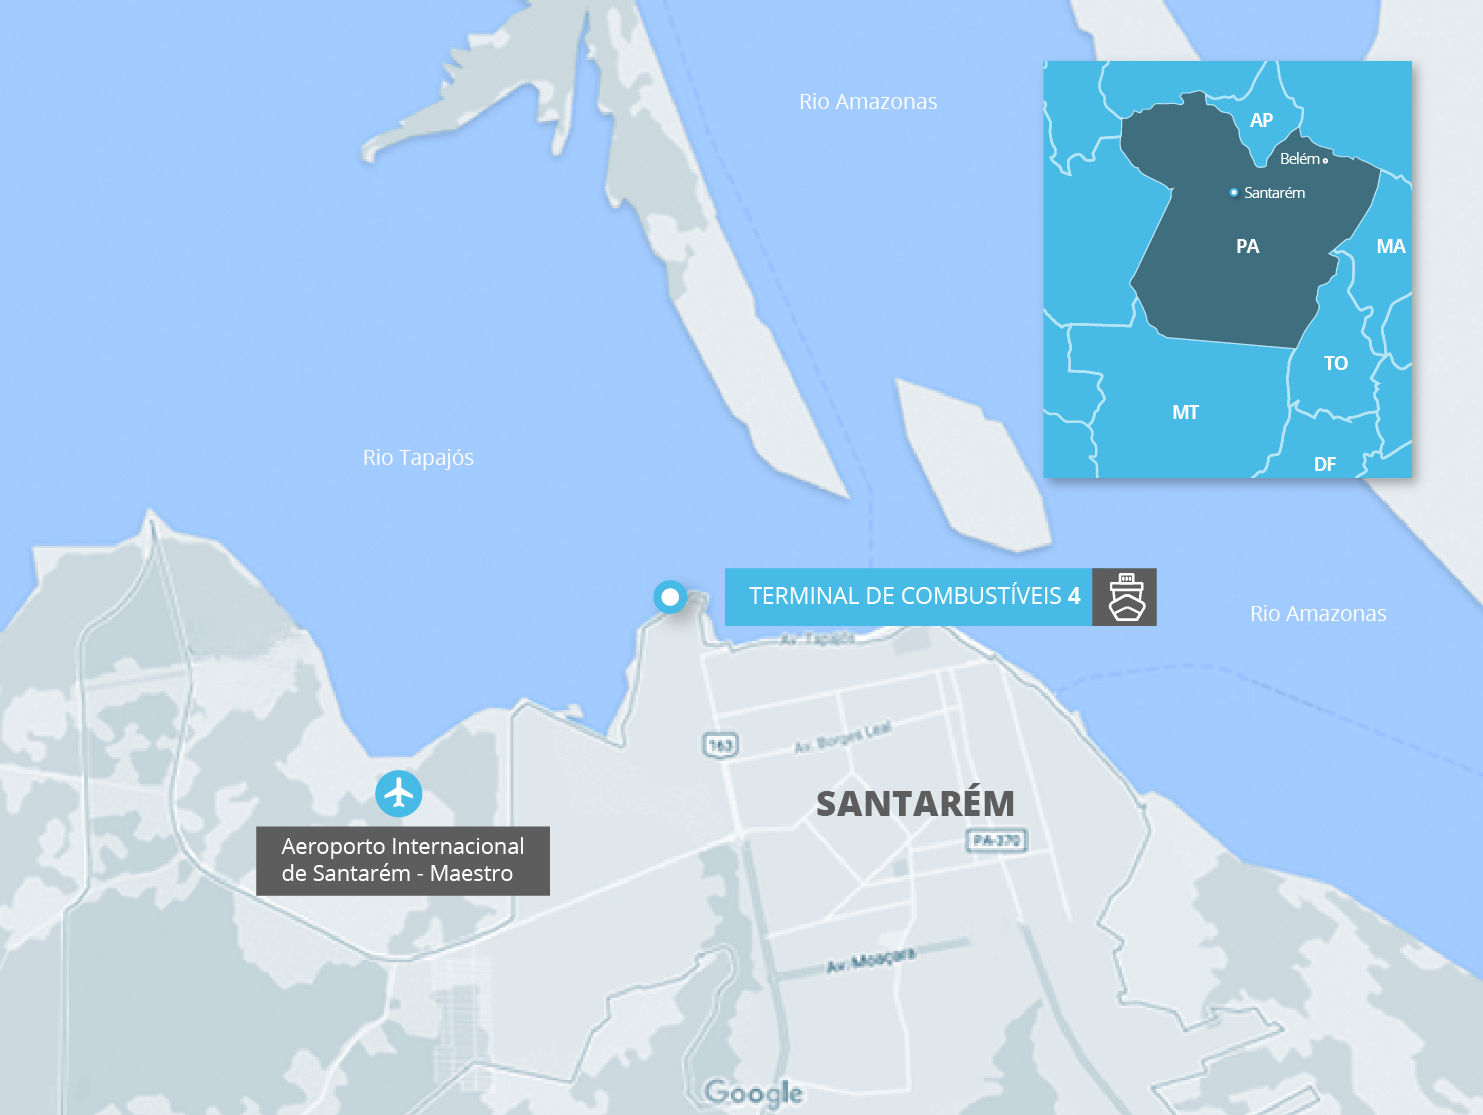 Rio Amazonas
AP
Belém
Santarém
PA
MA
TO
MT
DF
Rio Tapajós
TERMINAL DE COMBUSTÍVEIS 4
Rio Amazonas
Av. Tapajós
163
Av. Borges Leal
SANTARÉM
PA-370
Aeroporto Internacional
de Santarém - Maestro
Av. Moaçara
Google